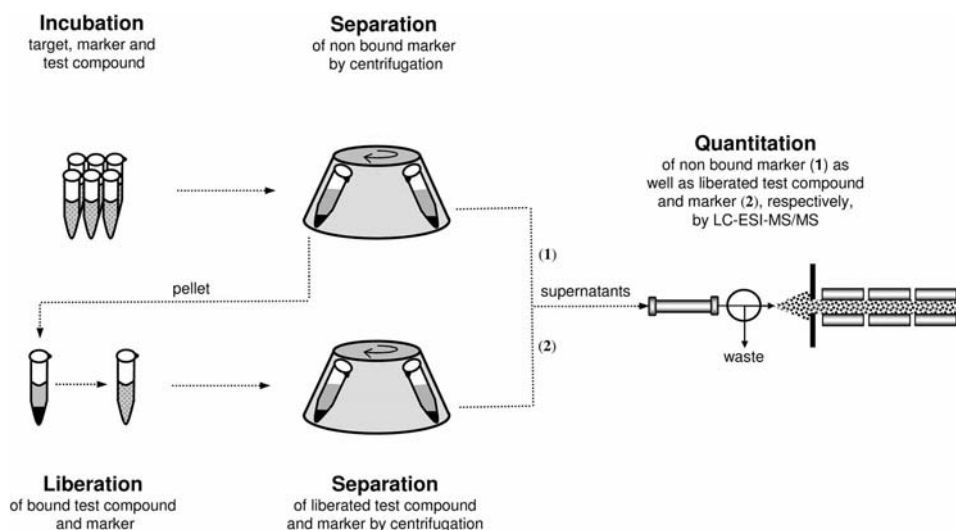 Incubation
target, marker and
test compound
Separation
of non bound marker
by centrifugation
Quantitation
of non bound marker (1) as
well as liberated test compound
and marker (2), respectively,
by LC-ESI-MS/MS
(1)
pellet
supernatants
(2)
waste
Liberation
of bound test compound
and marker
Separation
of liberated test compound
and marker by centrifugation